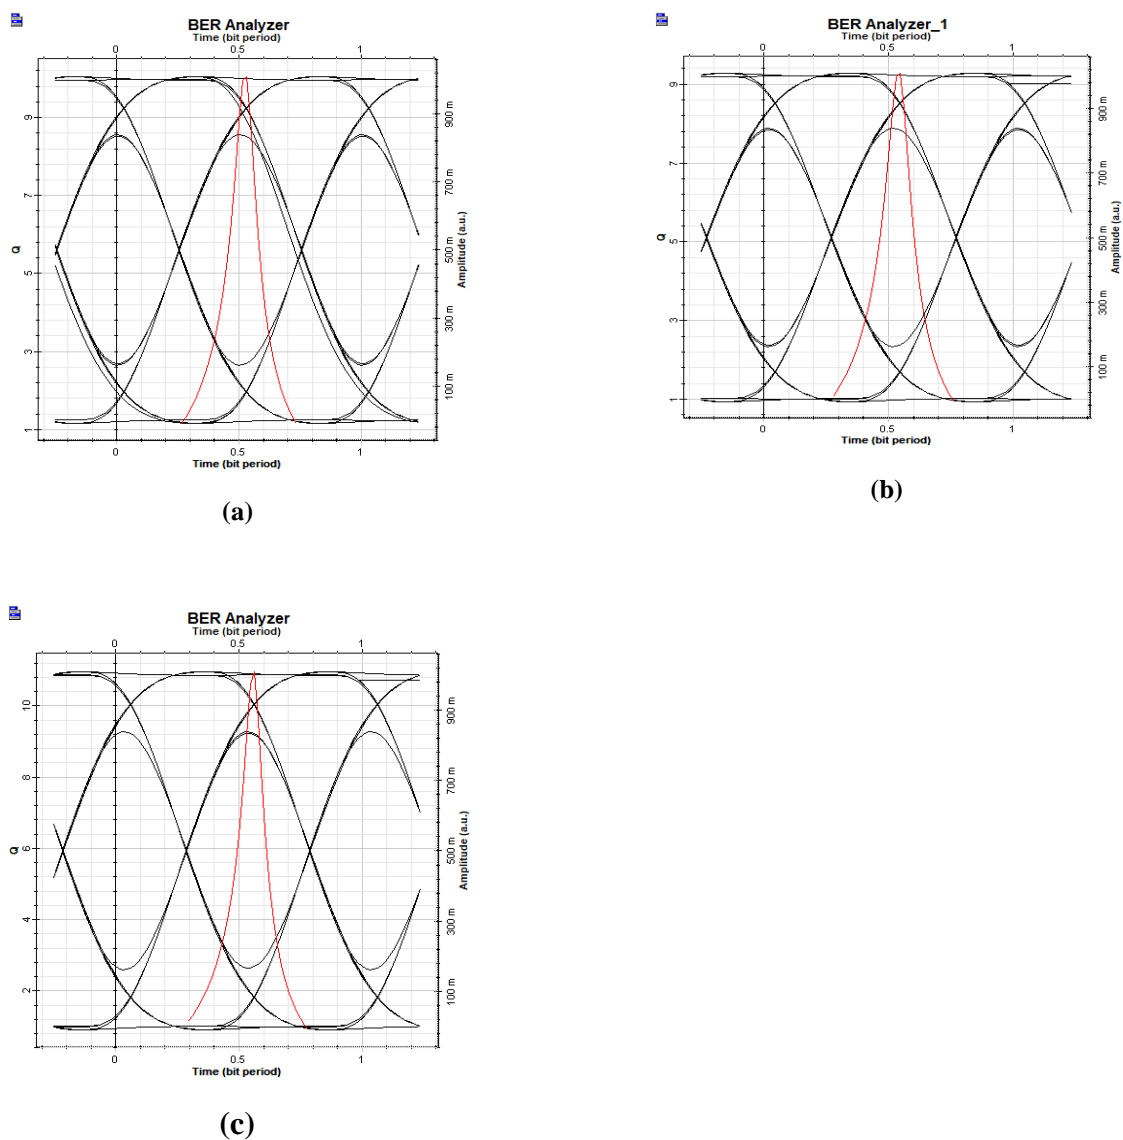 BER Analyzer
Time (bit period)
0 0.5 1
9
7
5
3
1
Q
900 m
700 m
500 m
300 m
100 m
Amplitude (a.u.)
0 0.5 1
Time (bit period)
(a)
BER Analyzer_1
Time (bit period)
0 0.5 1
9
7
5
3
1
Q
900 m
700 m
500 m
300 m
100 m
Amplitude (a.u.)
0 0.5 1
Time (bit period)
(b)
BER Analyzer
Time (bit period)
0 0.5 1
10
8
6
4
2
Q
900 m
700 m
500 m
300 m
100 m
Amplitude (a.u.)
0 0.5 1
Time (bit period)
(c)